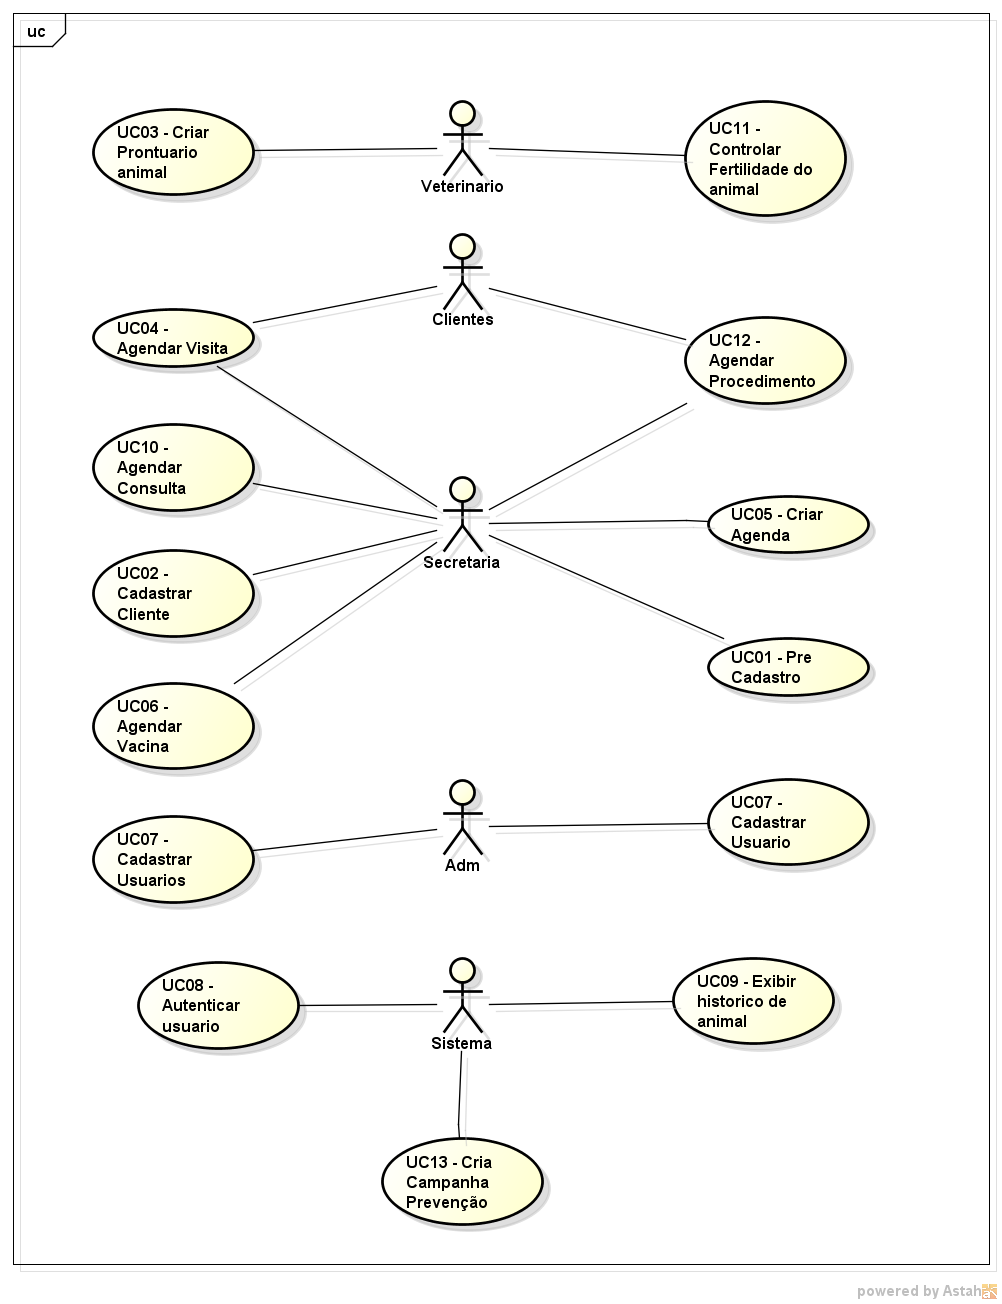 uc
UC03 - Criar
Prontuario
animal
Veterinario
UC11 -
Controlar
Fertilidade do
animal
Clientes
UC04 -
Agendar Visita
UC12 -
Agendar
Procedimento
UC10 -
Agendar
Consulta
Secretaria
UC05 - Criar
Agenda
UC02 -
Cadastrar
Cliente
UC01 - Pre
Cadastro
UC06 -
Agendar
Vacina
UC07 -
Cadastrar
Usuarios
Adm
UC07 -
Cadastrar
Usuario
UC08 -
Autenticar
usuario
Sistema
UC09 - Exibir
historico de
animal
UC13 - Cria
Campanha
Prevenção
powered by Astah